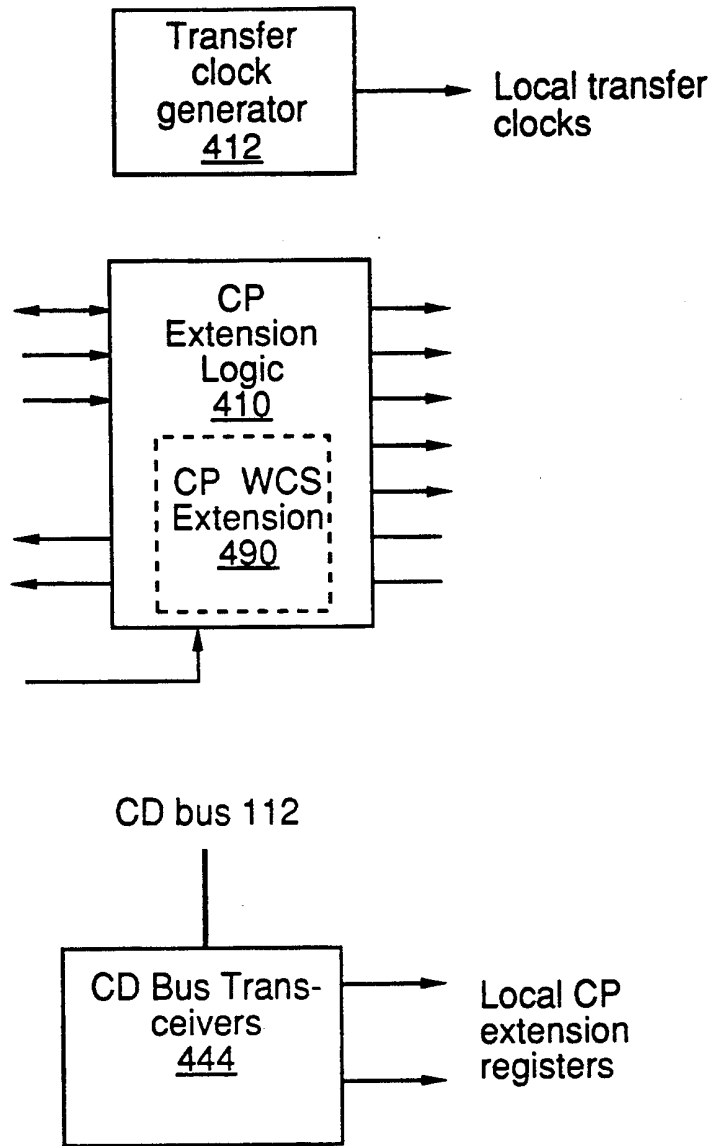 Transfer
clock
generator
412
Local transfer
clocks
CP
Extension
Logic
410
CP WCS
Extension
490
CD bus 112
CD Bus Trans-
ceivers
444
Local CP
extension
registers